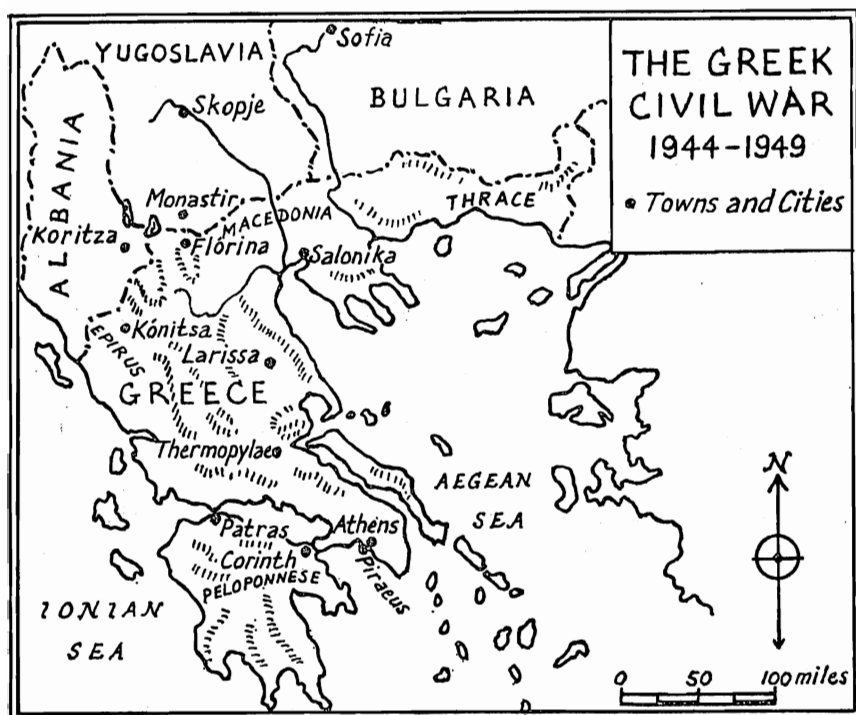 THE GREEK
CIVIL WAR
1944-1949
Towns and Cities
YUGOSLAVIA
Sofia
BULGARIA
Skopje
ALBANIA
Monastir
MACEDONIA
THRACE
Koritza
Flórina
Salonika
Kónitsa
EPIRUS
Larissa
GREECE
Thermopylae
AEGEAN
SEA
N
Patras
Athens
Corinth
Piraeus
PELOPONNESE
IONIAN
SEA
0 50 100 miles